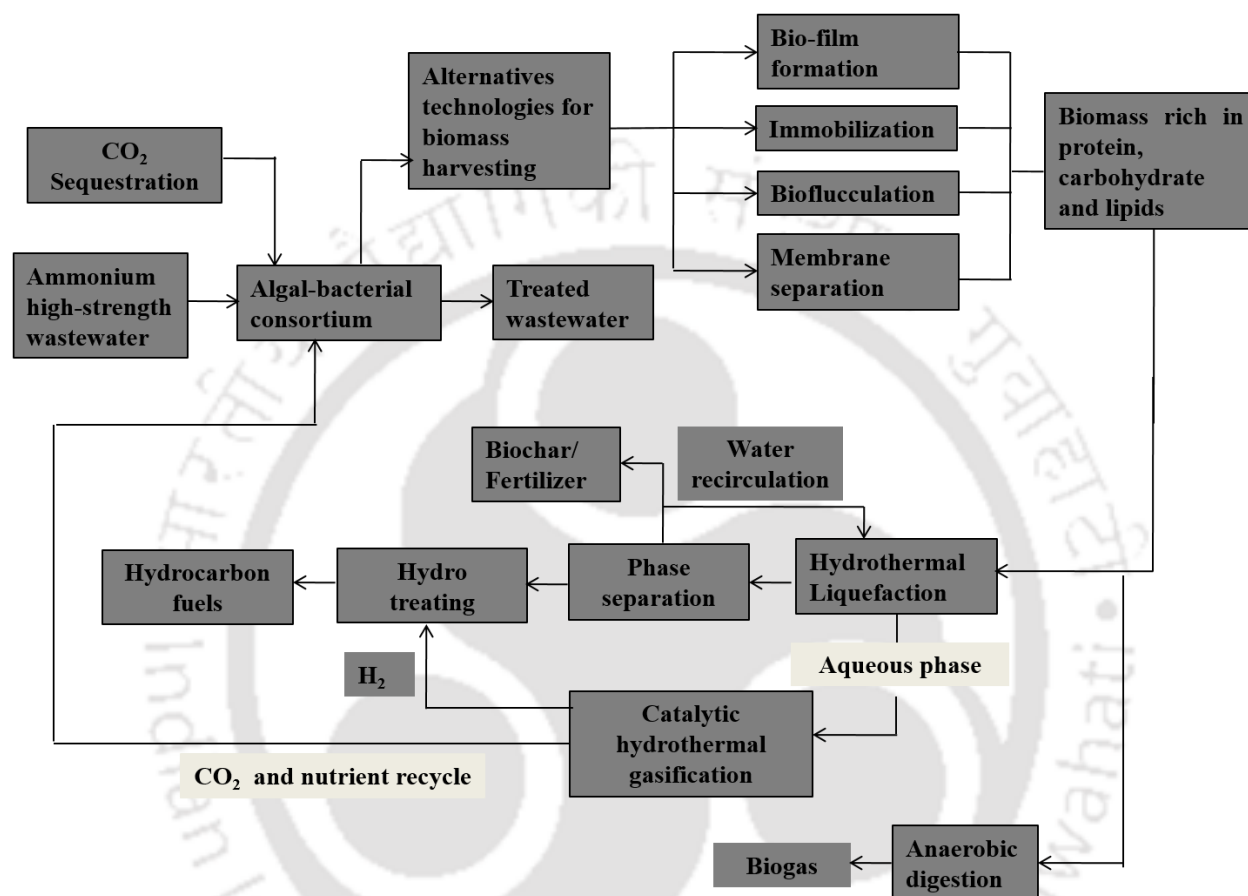 CO₂
Sequestration
Ammonium
high-strength
wastewater
Algal-bacterial
consortium
Treated
wastewater
Alternatives
technologies for
biomass
harvesting
Bio-film
formation
Immobilization
Bioflucculation
Membrane
separation
Biomass rich in
protein,
carbohydrate
and lipids
Biochar/
Fertilizer
Water
recirculation
Hydrocarbon
fuels
Hydro
treating
Phase
separation
Hydrothermal
Liquefaction
H₂
Aqueous phase
Catalytic
hydrothermal
gasification
CO₂ and nutrient recycle
Biogas
Anaerobic
digestion
Indian